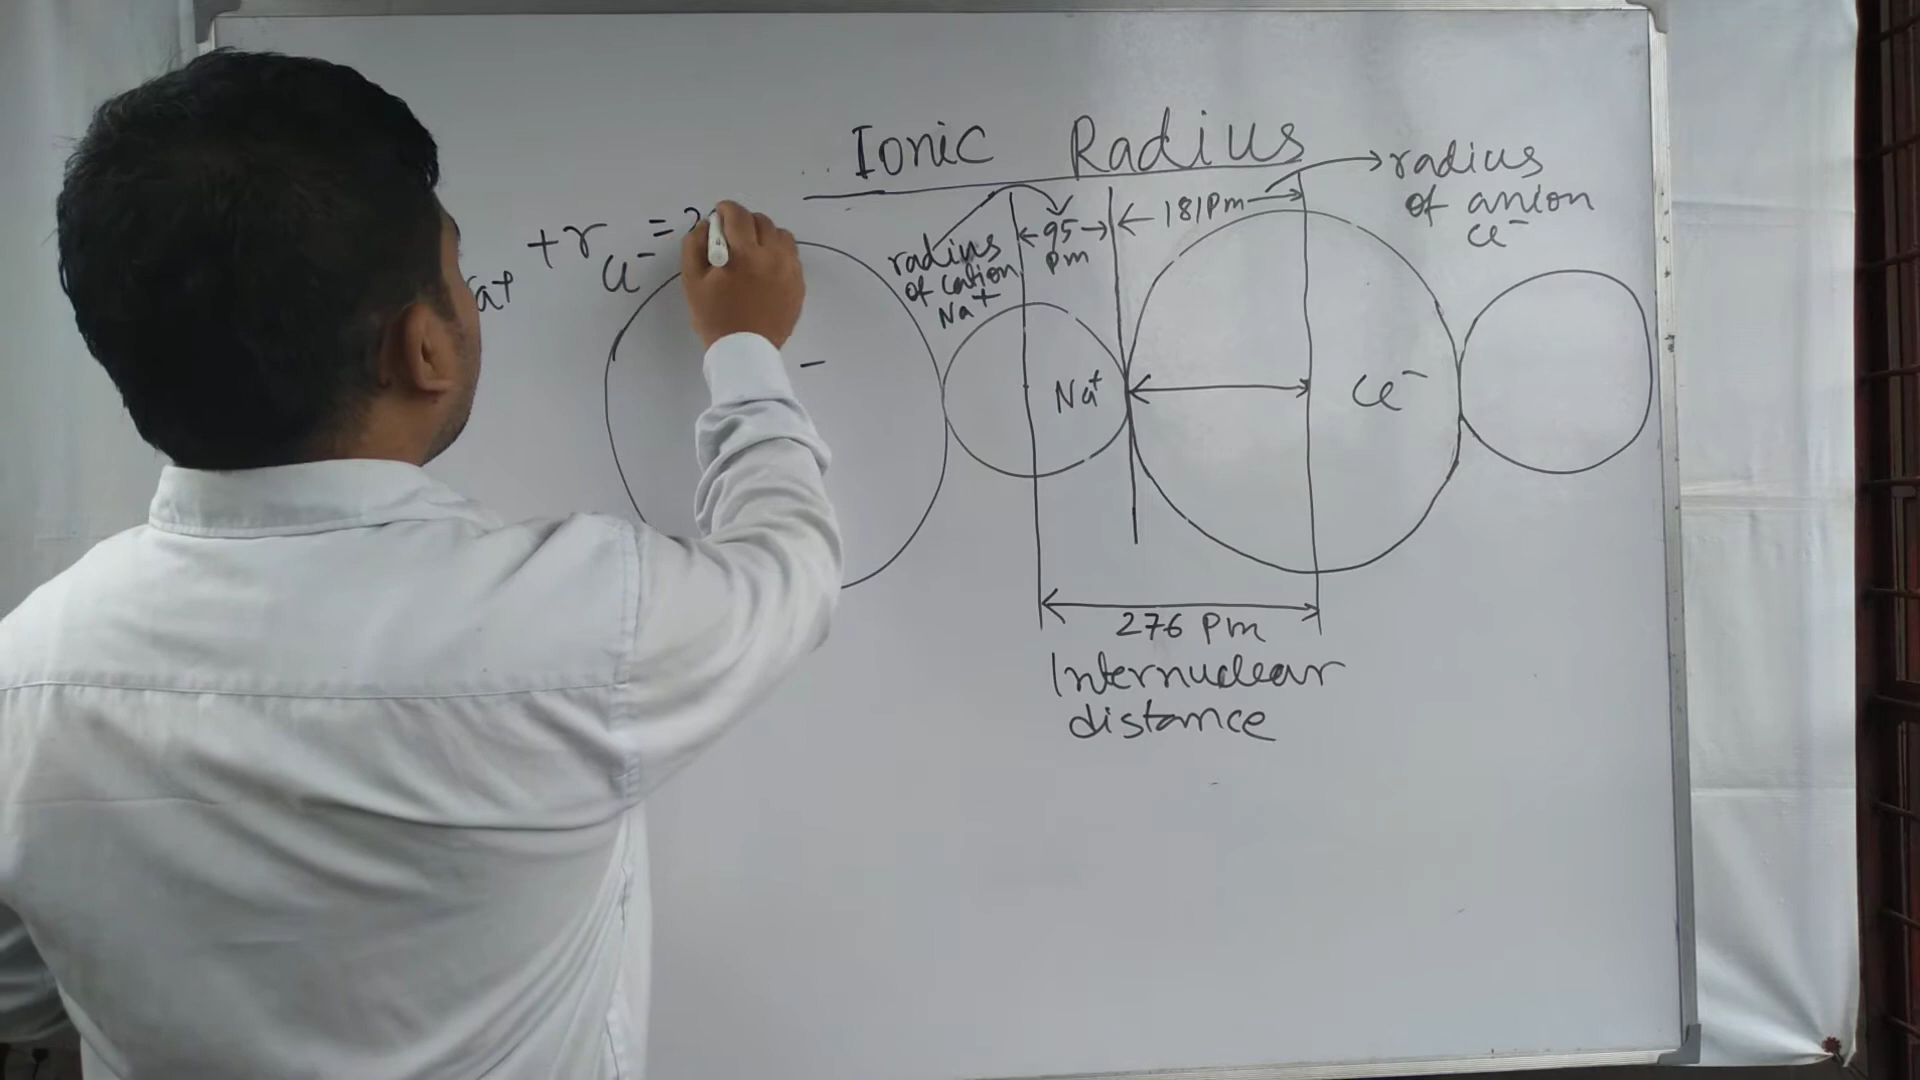 Ionic Radius
a+ + r Cl- = 2
radius
of cation
Na+
95
pm
181Pm
radius
of anion
Cl-
Na+
Cl-
-
276 Pm
Internuclear
distance